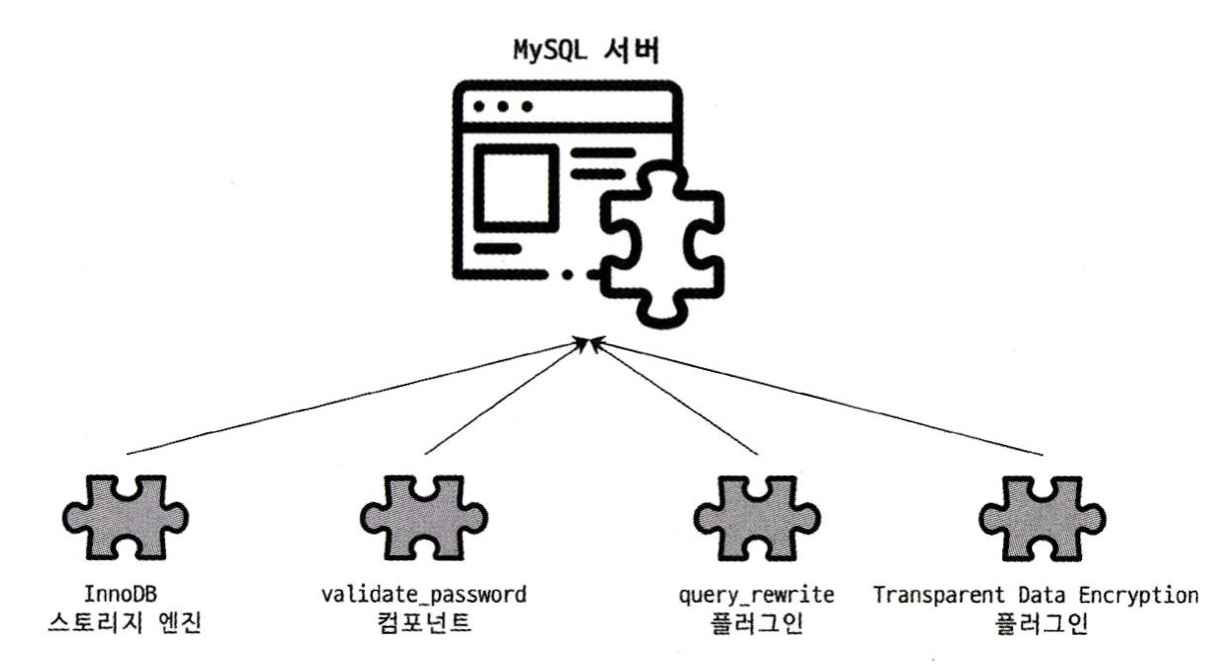 MySQL 서버
InnoDB
스토리지 엔진
validate_password
컴포넌트
query_rewrite
플러그인
Transparent Data Encryption
플러그인